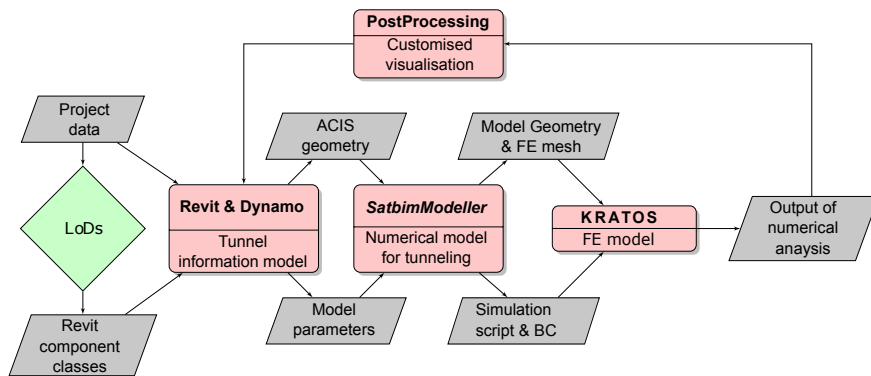 PostProcessing
Customised
visualisation
Project
data
ACIS
geometry
Model Geometry
& FE mesh
LoDs
Revit & Dynamo
Tunnel
information model
SatbimModeller
Numerical model
for tunneling
KRATOS
FE model
Output of
numerical
anaysis
Revit
component
classes
Model
parameters
Simulation
script & BC